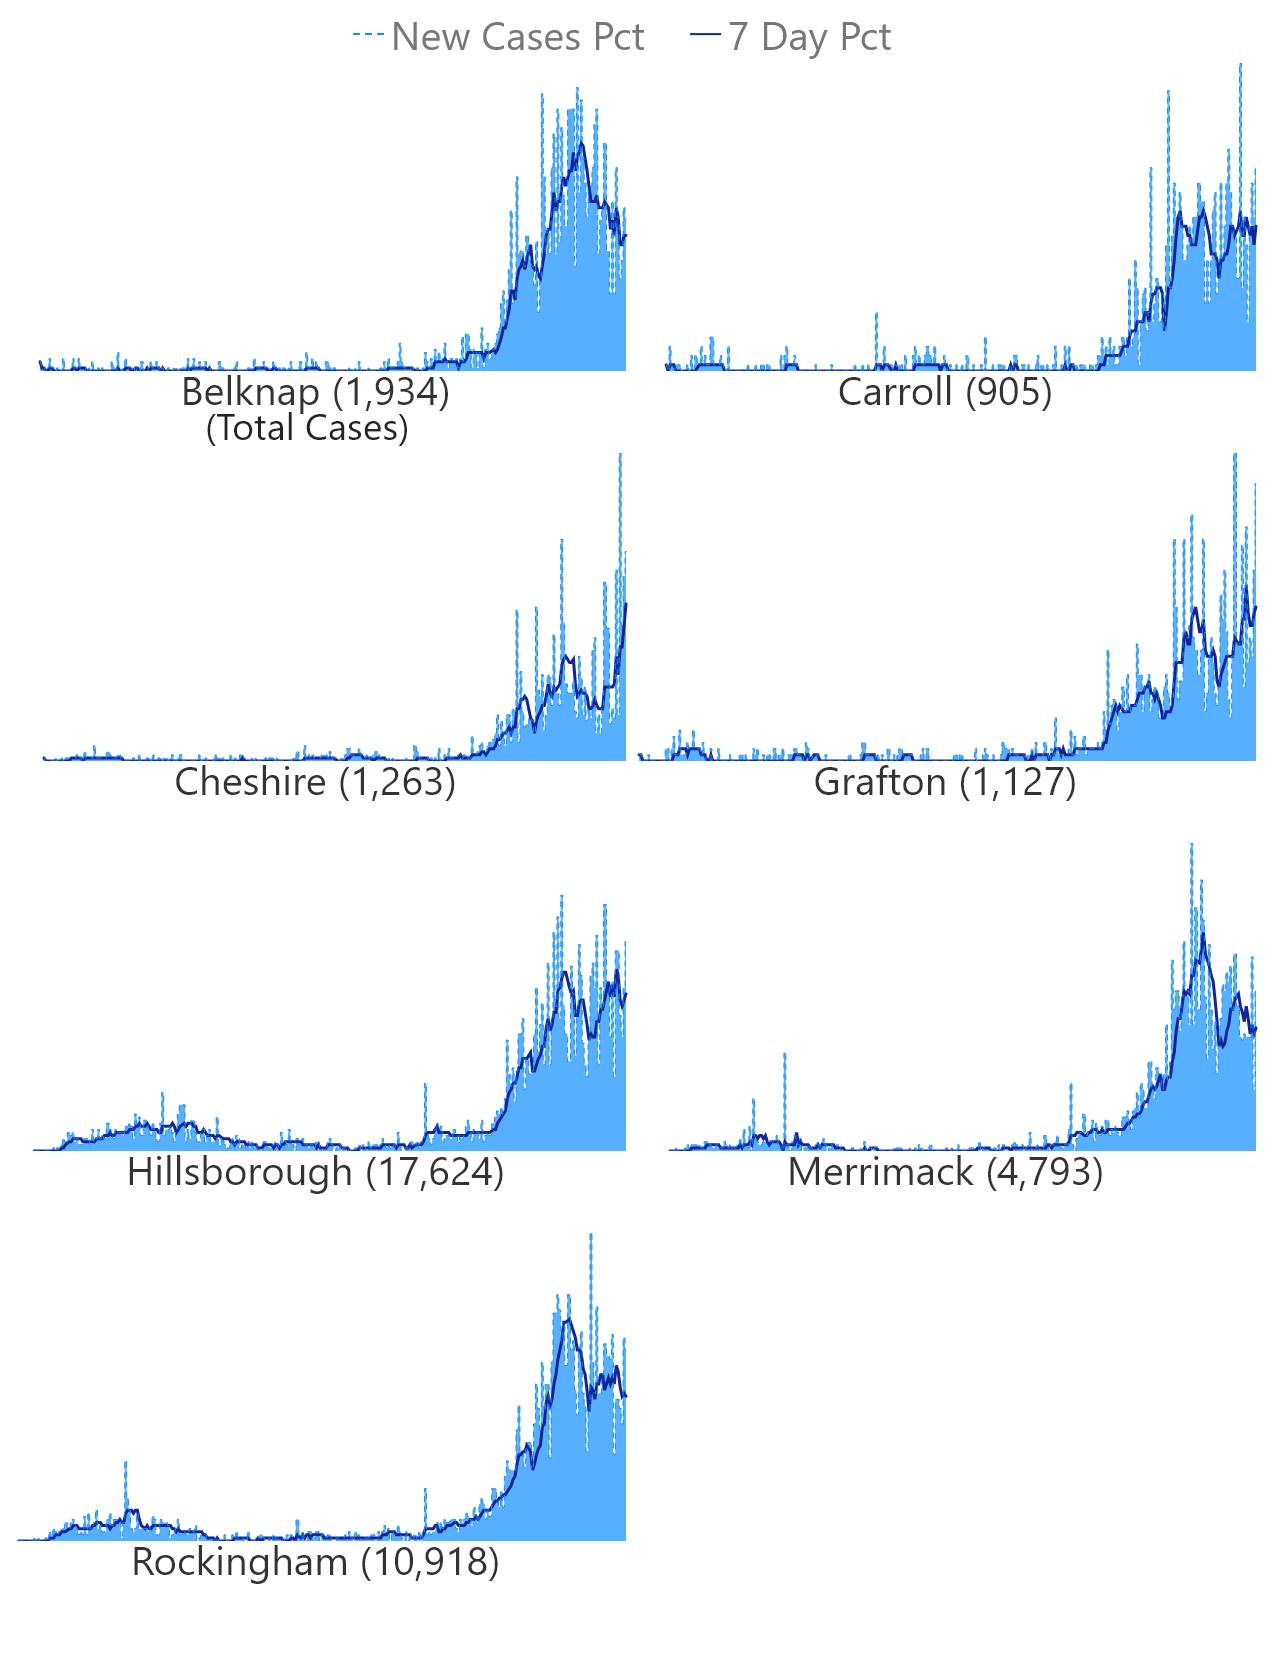 New Cases Pct 7 Day Pct
Belknap (1,934)
(Total Cases)
Carroll (905)
Cheshire (1,263)
Grafton (1,127)
Hillsborough (17,624)
Merrimack (4,793)
Rockingham (10,918)